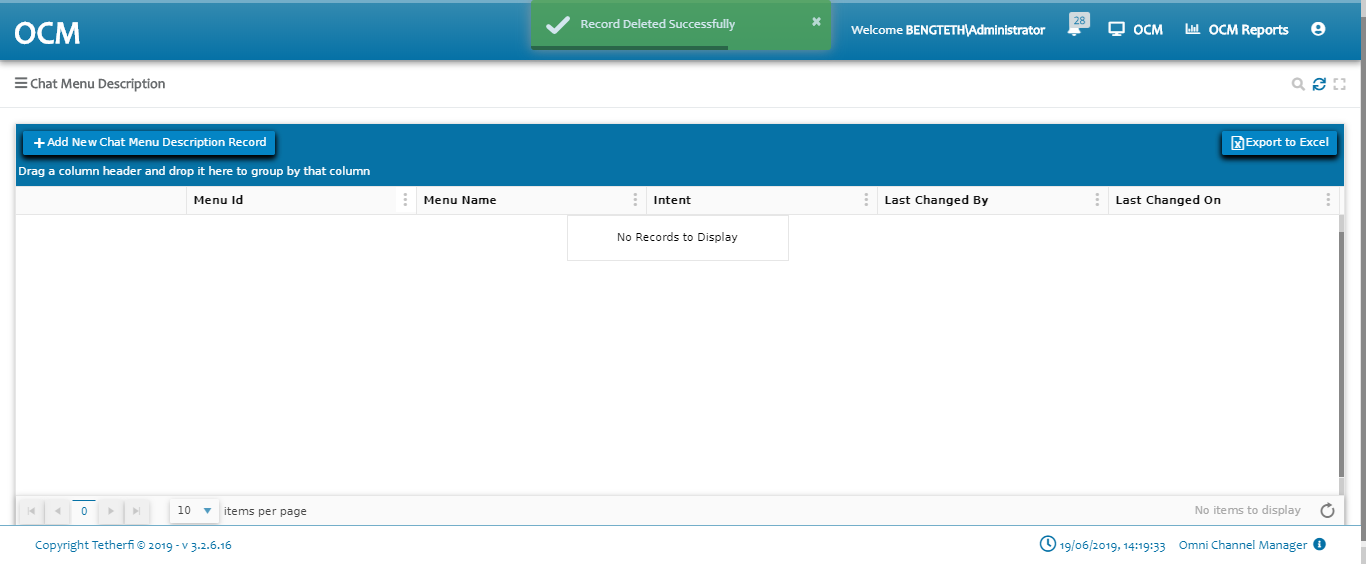 OCM
Record Deleted Successfully
Welcome BENGTETH\Administrator
28
OCM
OCM Reports
Chat Menu Description
Add New Chat Menu Description Record
Export to Excel
Drag a column header and drop it here to group by that column
Menu Id
Menu Name
Intent
Last Changed By
Last Changed On
No Records to Display
0
10
items per page
No items to display
Copyright Tetherfi © 2019 - v 3.2.6.16
19/06/2019, 14:19:33
Omni Channel Manager